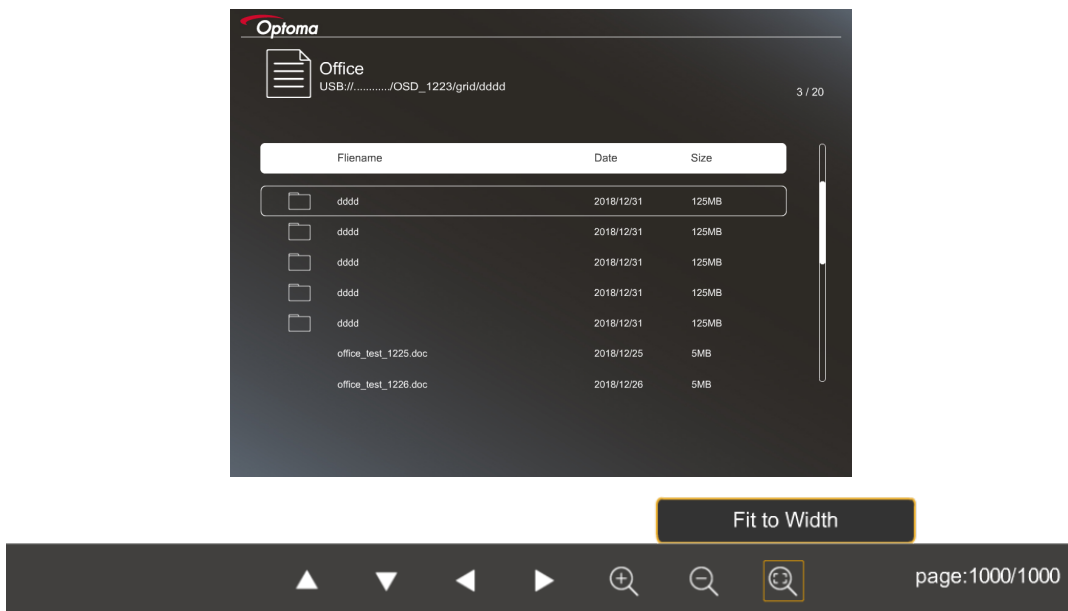 Optoma
Office
USB://.........../OSD_1223/grid/dddd
3 / 20
Fliename Date Size
dddd 2018/12/31 125MB
dddd 2018/12/31 125MB
dddd 2018/12/31 125MB
dddd 2018/12/31 125MB
dddd 2018/12/31 125MB
office_test_1225.doc 2018/12/25 5MB
office_test_1226.doc 2018/12/26 5MB
Fit to Width
page:1000/1000